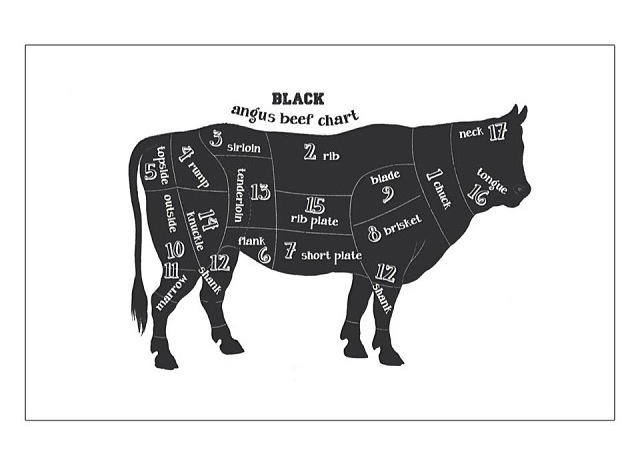 BLACK
angus beef chart
neck 17
3 sirloin
2 rib
4 rump
topside
5
tongue
16
blade
9
1 chuck
tenderloin
13
15
rib plate
outside
10
14
knuckle
8 brisket
flank
6
7 short plate
12
shank
11
marrow
12
shank